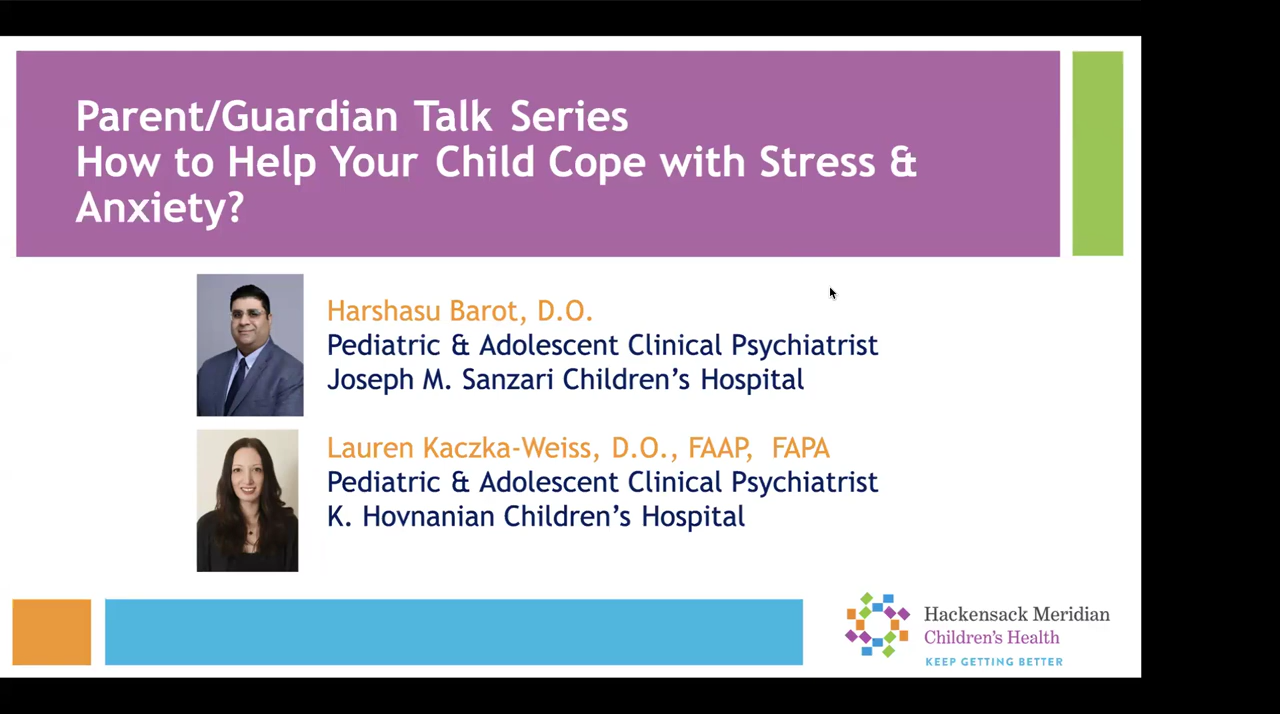 Parent/Guardian Talk Series
How to Help Your Child Cope with Stress &
Anxiety?
Harshasu Barot, D.O.
Pediatric & Adolescent Clinical Psychiatrist
Joseph M. Sanzari Children’s Hospital
Lauren Kaczka-Weiss, D.O., FAAP, FAPA
Pediatric & Adolescent Clinical Psychiatrist
K. Hovnanian Children’s Hospital
Hackensack Meridian
Children’s Health
KEEP GETTING BETTER